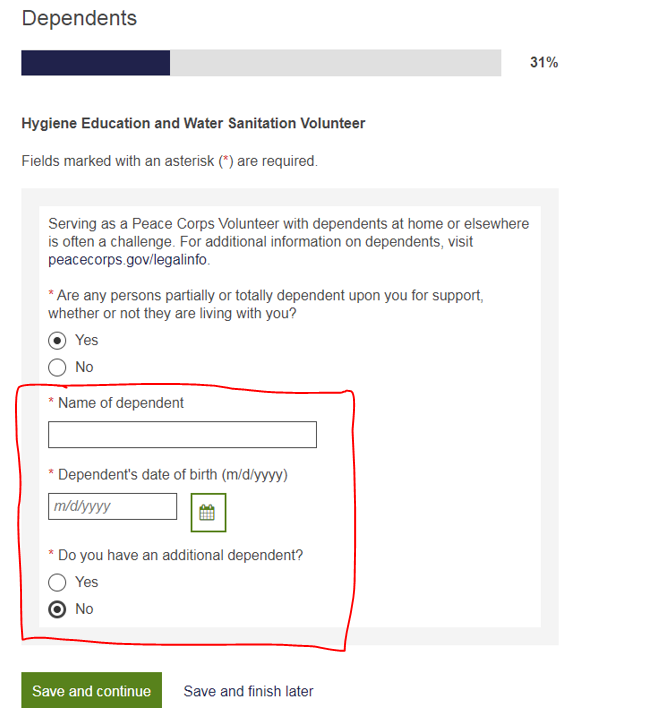 Dependents
31%
Hygiene Education and Water Sanitation Volunteer
Fields marked with an asterisk (*) are required.
Serving as a Peace Corps Volunteer with dependents at home or elsewhere
is often a challenge. For additional information on dependents, visit
peacecorps.gov/legalinfo.
* Are any persons partially or totally dependent upon you for support,
whether or not they are living with you?
Yes
No
* Name of dependent
* Dependent's date of birth (m/d/yyyy)
m/d/yyyy
* Do you have an additional dependent?
Yes
No
Save and continue Save and finish later